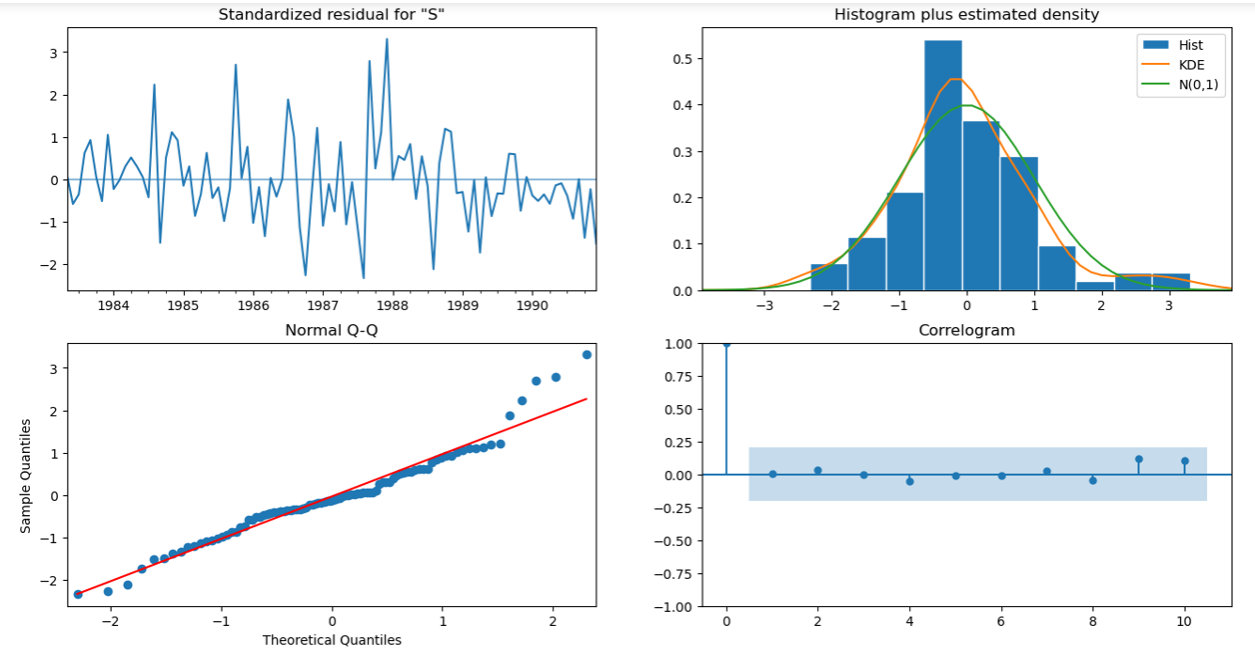 Standardized residual for "S"
3
2
1
0
−1
−2
1984 1985 1986 1987 1988 1989 1990
Histogram plus estimated density
Hist
KDE
N(0,1)
0.5
0.4
0.3
0.2
0.1
0.0
−3 −2 −1 0 1 2 3
Normal Q-Q
Sample Quantiles
3
2
1
0
−1
−2
−2 −1 0 1 2
Theoretical Quantiles
Correlogram
1.00
0.75
0.50
0.25
0.00
−0.25
−0.50
−0.75
−1.00
0 2 4 6 8 10